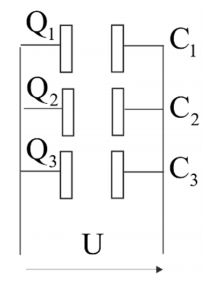 Q₁ C₁
Q₂ C₂
Q₃ C₃
U